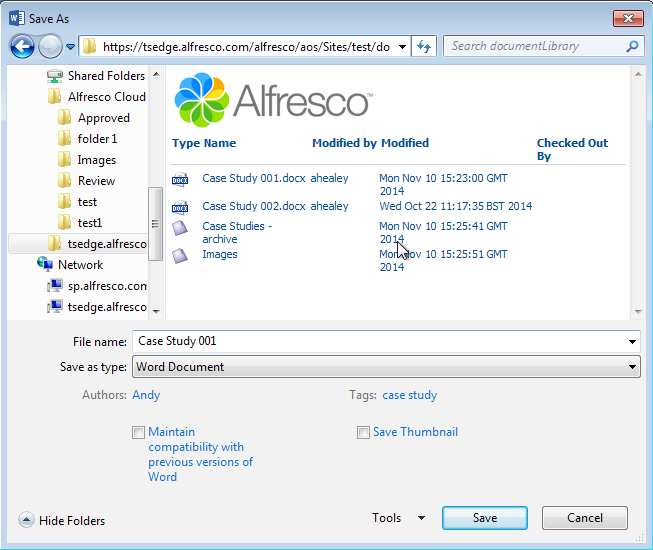 Save As
https://tsedge.alfresco.com/alfresco/aos/Sites/test/do
Search documentLibrary
Shared Folders
Alfresco Cloud
Approved
folder1
Images
Review
test
test1
tsedge.alfresco
Network
sp.alfresco.com
tsedge.alfresco
Alfresco™
Type Name Modified by Modified Checked Out By
DOCX Case Study 001.docx ahealey Mon Nov 10 15:23:00 GMT 2014
DOCX Case Study 002.docx ahealey Wed Oct 22 11:17:35 BST 2014
Case Studies - archive Mon Nov 10 15:25:41 GMT 2014
Images Mon Nov 10 15:25:51 GMT 2014
File name: Case Study 001
Save as type: Word Document
Authors: Andy Tags: case study
Maintain
compatibility with
previous versions of
Word
Save Thumbnail
Hide Folders Tools Save Cancel